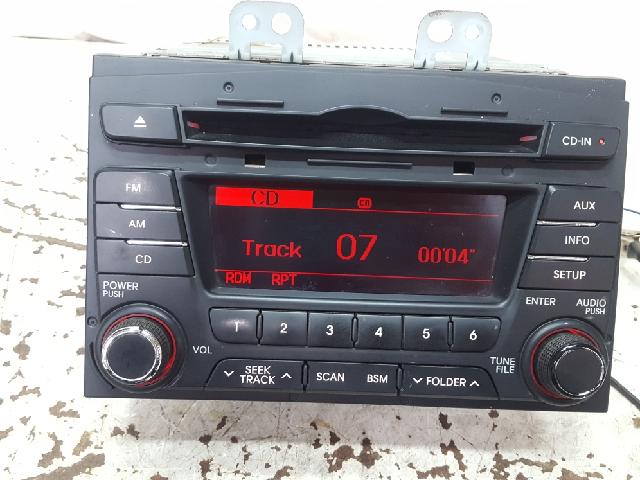 CD-IN
FM
AM
CD
CD
Track 07 00'04"
RDM RPT
AUX
INFO
SETUP
POWER
PUSH
VOL
ENTER
AUDIO
PUSH
TUNE
FILE
1 2 3 4 5 6
SEEK
TRACK
SCAN BSM
FOLDER